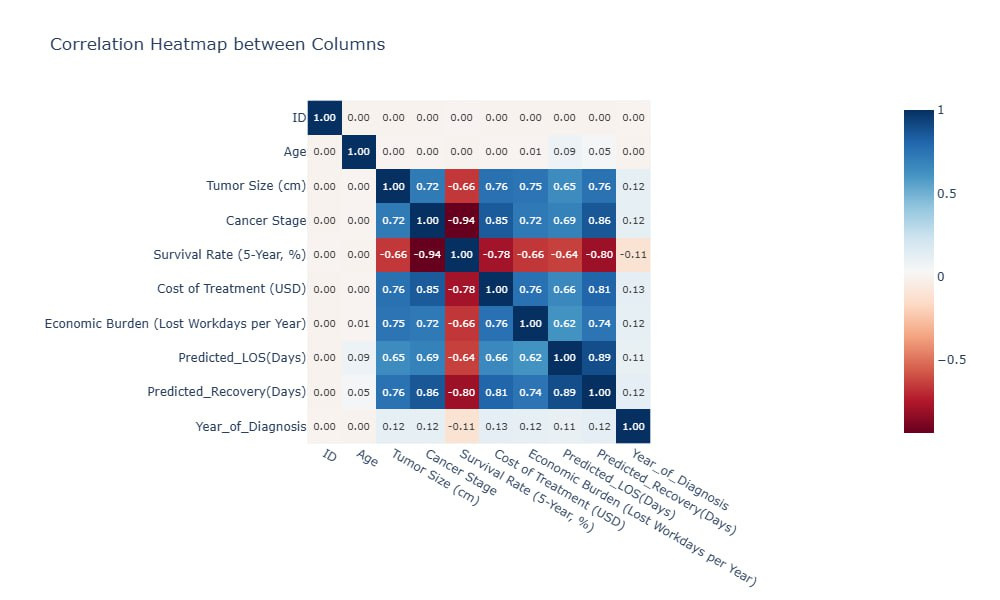 Correlation Heatmap between Columns
ID 1.00 0.00 0.00 0.00 0.00 0.00 0.00 0.00 0.00 0.00
Age 0.00 1.00 0.00 0.00 0.00 0.00 0.01 0.09 0.05 0.00
Tumor Size (cm) 0.00 0.00 1.00 0.72 -0.66 0.76 0.75 0.65 0.76 0.12
Cancer Stage 0.00 0.00 0.72 1.00 -0.94 0.85 0.72 0.69 0.86 0.12
Survival Rate (5-Year, %) 0.00 0.00 -0.66 -0.94 1.00 -0.78 -0.66 -0.64 -0.80 -0.11
Cost of Treatment (USD) 0.00 0.00 0.76 0.85 -0.78 1.00 0.76 0.66 0.81 0.13
Economic Burden (Lost Workdays per Year) 0.00 0.01 0.75 0.72 -0.66 0.76 1.00 0.62 0.74 0.12
Predicted_LOS(Days) 0.00 0.09 0.65 0.69 -0.64 0.66 0.62 1.00 0.89 0.11
Predicted_Recovery(Days) 0.00 0.05 0.76 0.86 -0.80 0.81 0.74 0.89 1.00 0.12
Year_of_Diagnosis 0.00 0.00 0.12 0.12 -0.11 0.13 0.12 0.11 0.12 1.00
ID
Age
Tumor Size (cm)
Cancer Stage
Survival Rate (5-Year, %)
Cost of Treatment (USD)
Economic Burden (Lost Workdays per Year)
Predicted_LOS(Days)
Predicted_Recovery(Days)
Year_of_Diagnosis
1
0.5
0
−0.5